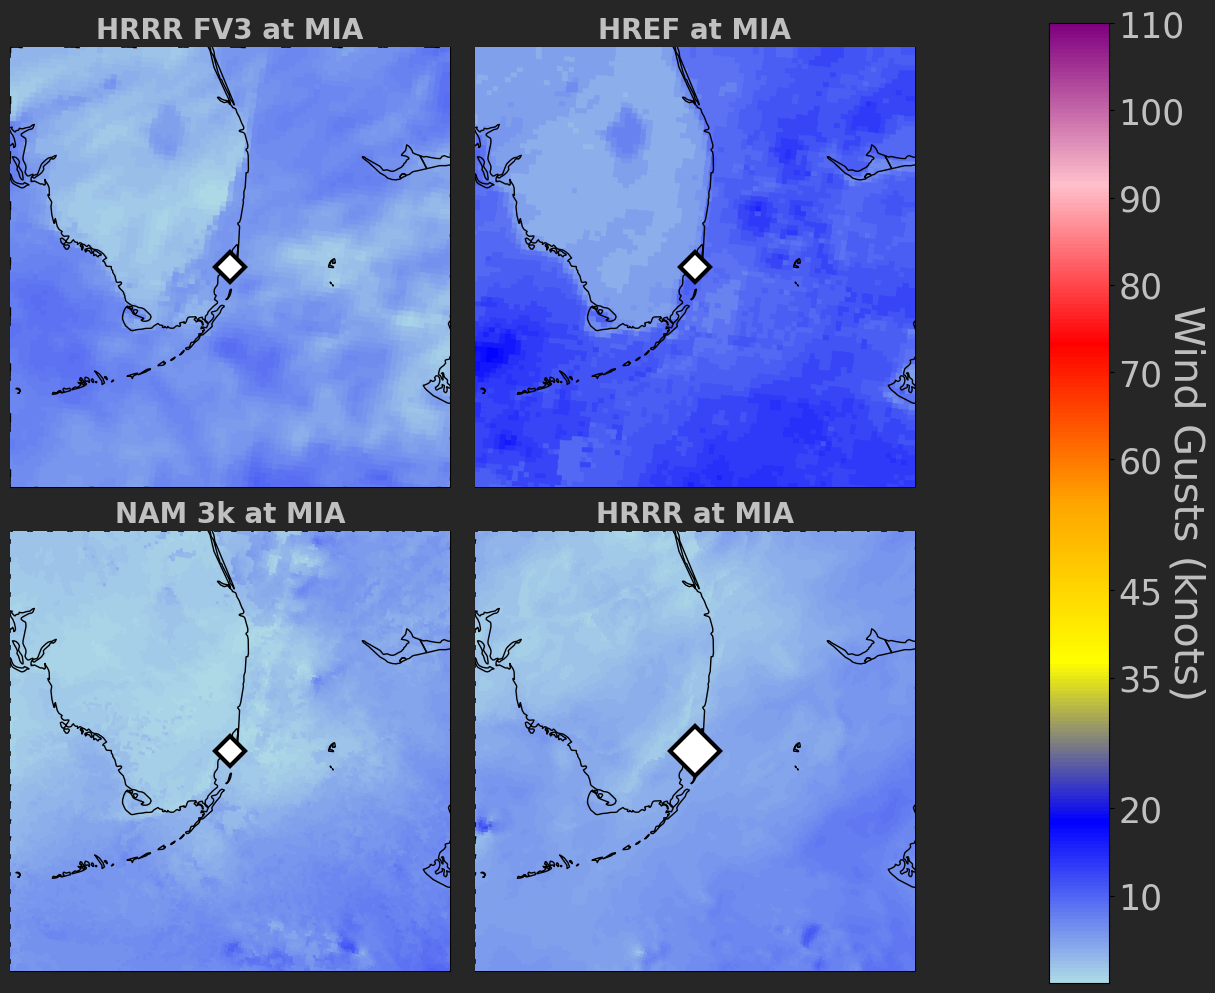 HRRR FV3 at MIA
HREF at MIA
NAM 3k at MIA
HRRR at MIA
110
100
90
80
70
60
45
35
20
10
Wind Gusts (knots)